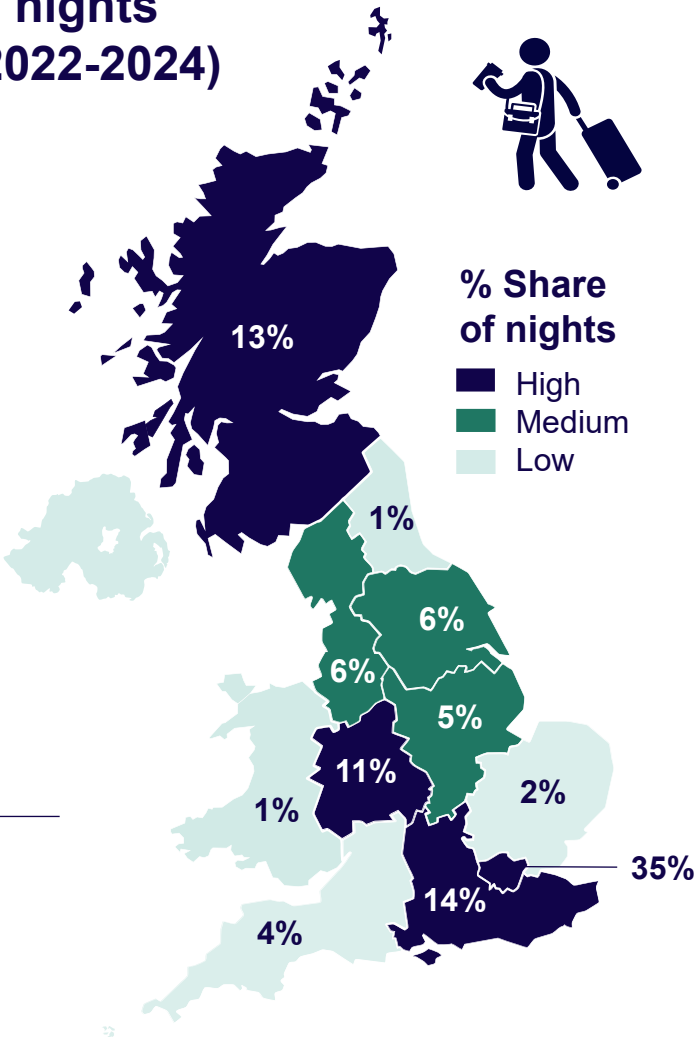 nights
2022-2024)
% Share
of nights
High
Medium
Low
13%
1%
6%
6%
5%
11%
2%
1%
35%
14%
4%